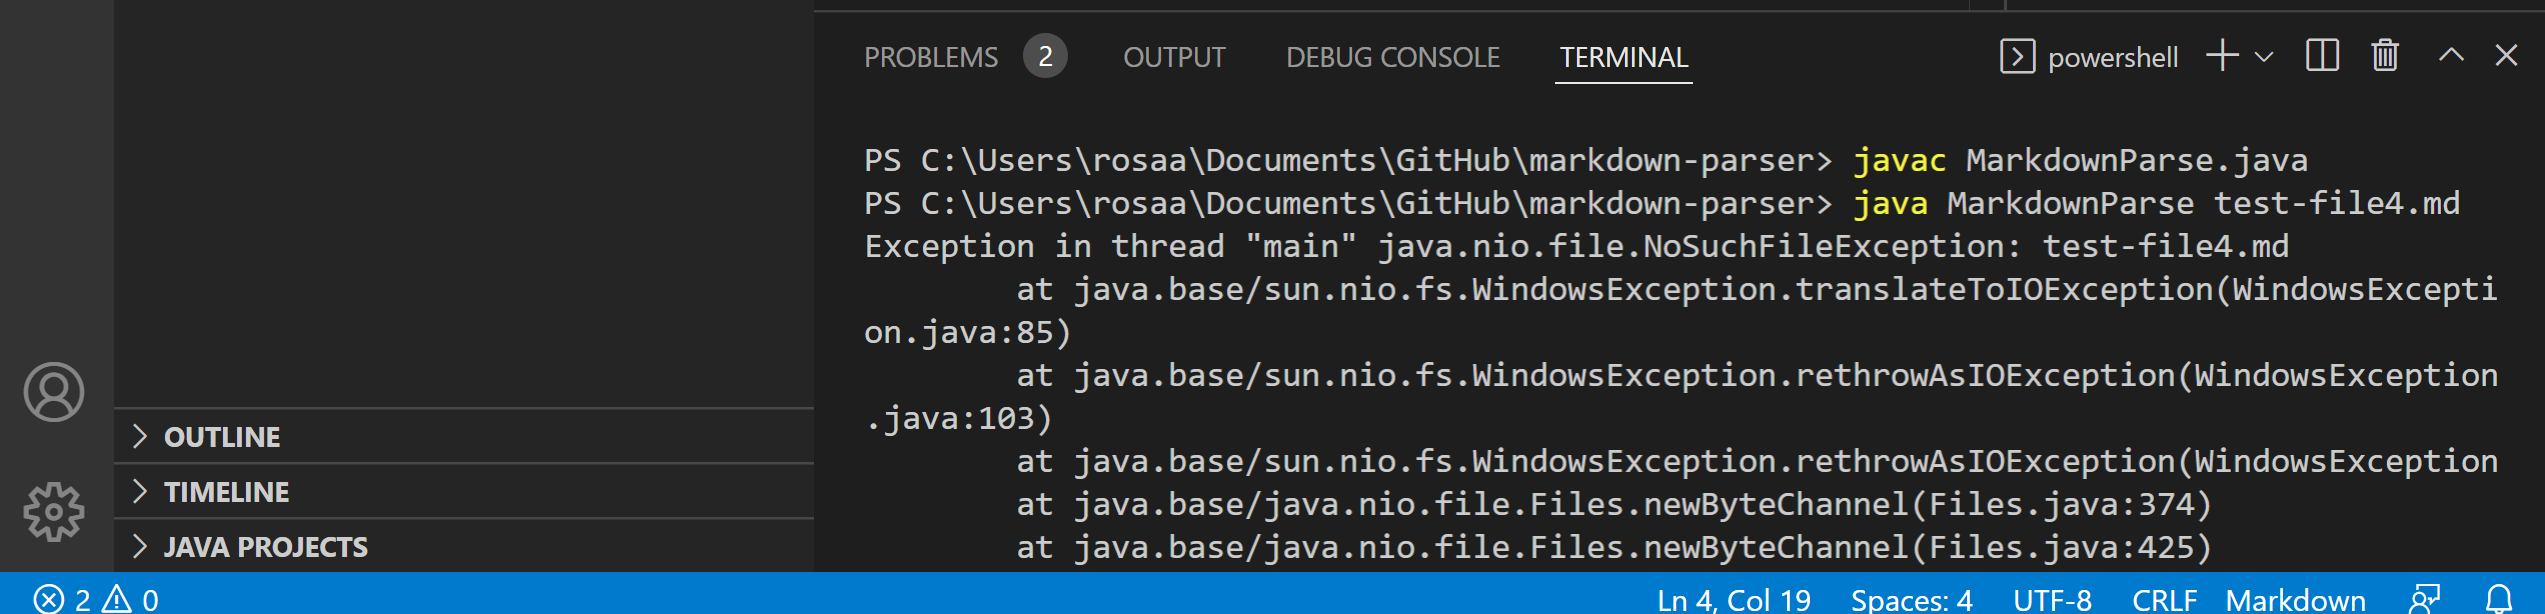 PROBLEMS 2 OUTPUT DEBUG CONSOLE TERMINAL powershell
PS C:\Users\rosaa\Documents\GitHub\markdown-parser> javac MarkdownParse.java
PS C:\Users\rosaa\Documents\GitHub\markdown-parser> java MarkdownParse test-file4.md
Exception in thread "main" java.nio.file.NoSuchFileException: test-file4.md
at java.base/sun.nio.fs.WindowsException.translateToIOException(WindowsExcepti
on.java:85)
at java.base/sun.nio.fs.WindowsException.rethrowAsIOException(WindowsException
.java:103)
at java.base/sun.nio.fs.WindowsException.rethrowAsIOException(WindowsException
at java.base/java.nio.file.Files.newByteChannel(Files.java:374)
at java.base/java.nio.file.Files.newByteChannel(Files.java:425)
OUTLINE
TIMELINE
JAVA PROJECTS
2 0 Ln 4, Col 19 Spaces: 4 UTF-8 CRLF Markdown